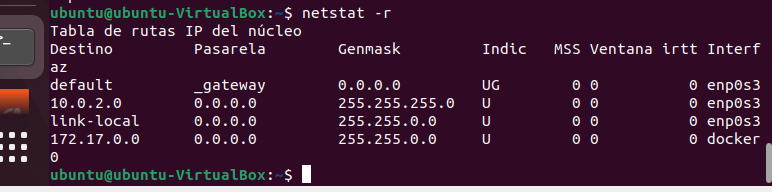 ubuntu@ubuntu-VirtualBox:~$ netstat -r
Tabla de rutas IP del núcleo
Destino         Pasarela        Genmask         Indic   MSS Ventana irtt Interf
az
default         _gateway        0.0.0.0         UG        0 0          0 enp0s3
10.0.2.0        0.0.0.0         255.255.255.0   U         0 0          0 enp0s3
link-local      0.0.0.0         255.255.0.0     U         0 0          0 enp0s3
172.17.0.0      0.0.0.0         255.255.0.0     U         0 0          0 docker
0
ubuntu@ubuntu-VirtualBox:~$